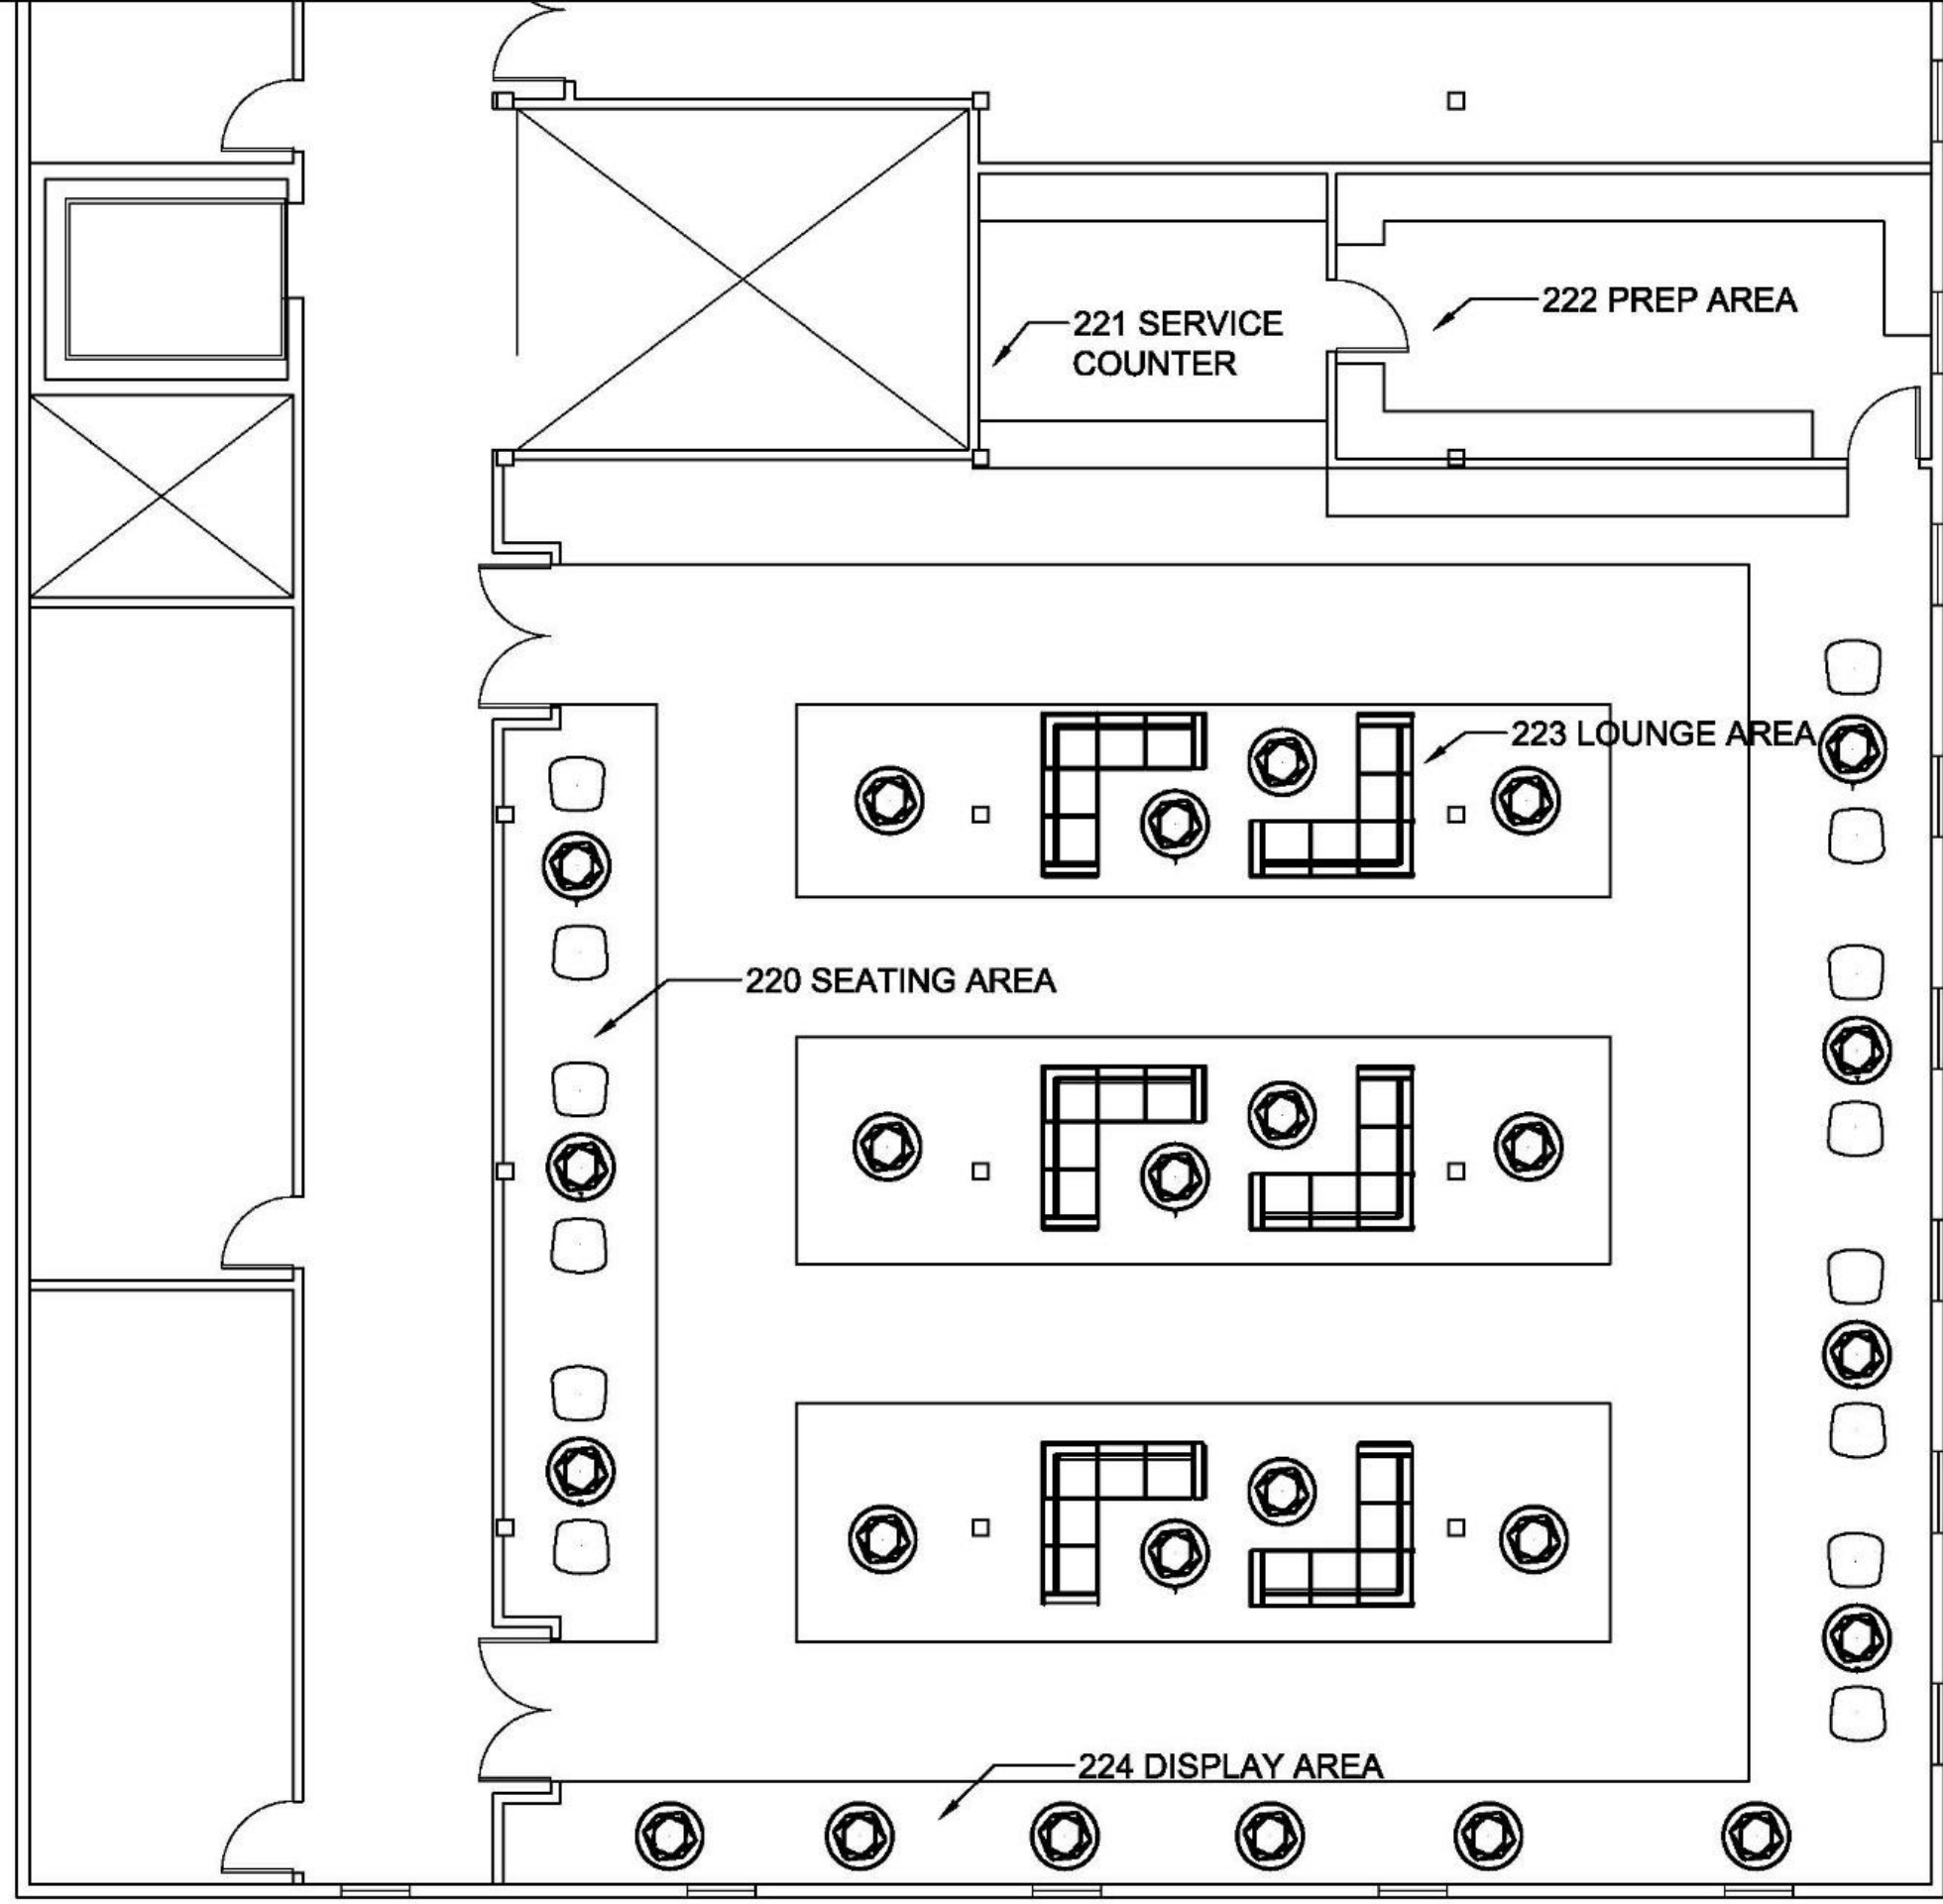 222 PREP AREA
221 SERVICE
COUNTER
223 LOUNGE AREA
220 SEATING AREA
224 DISPLAY AREA